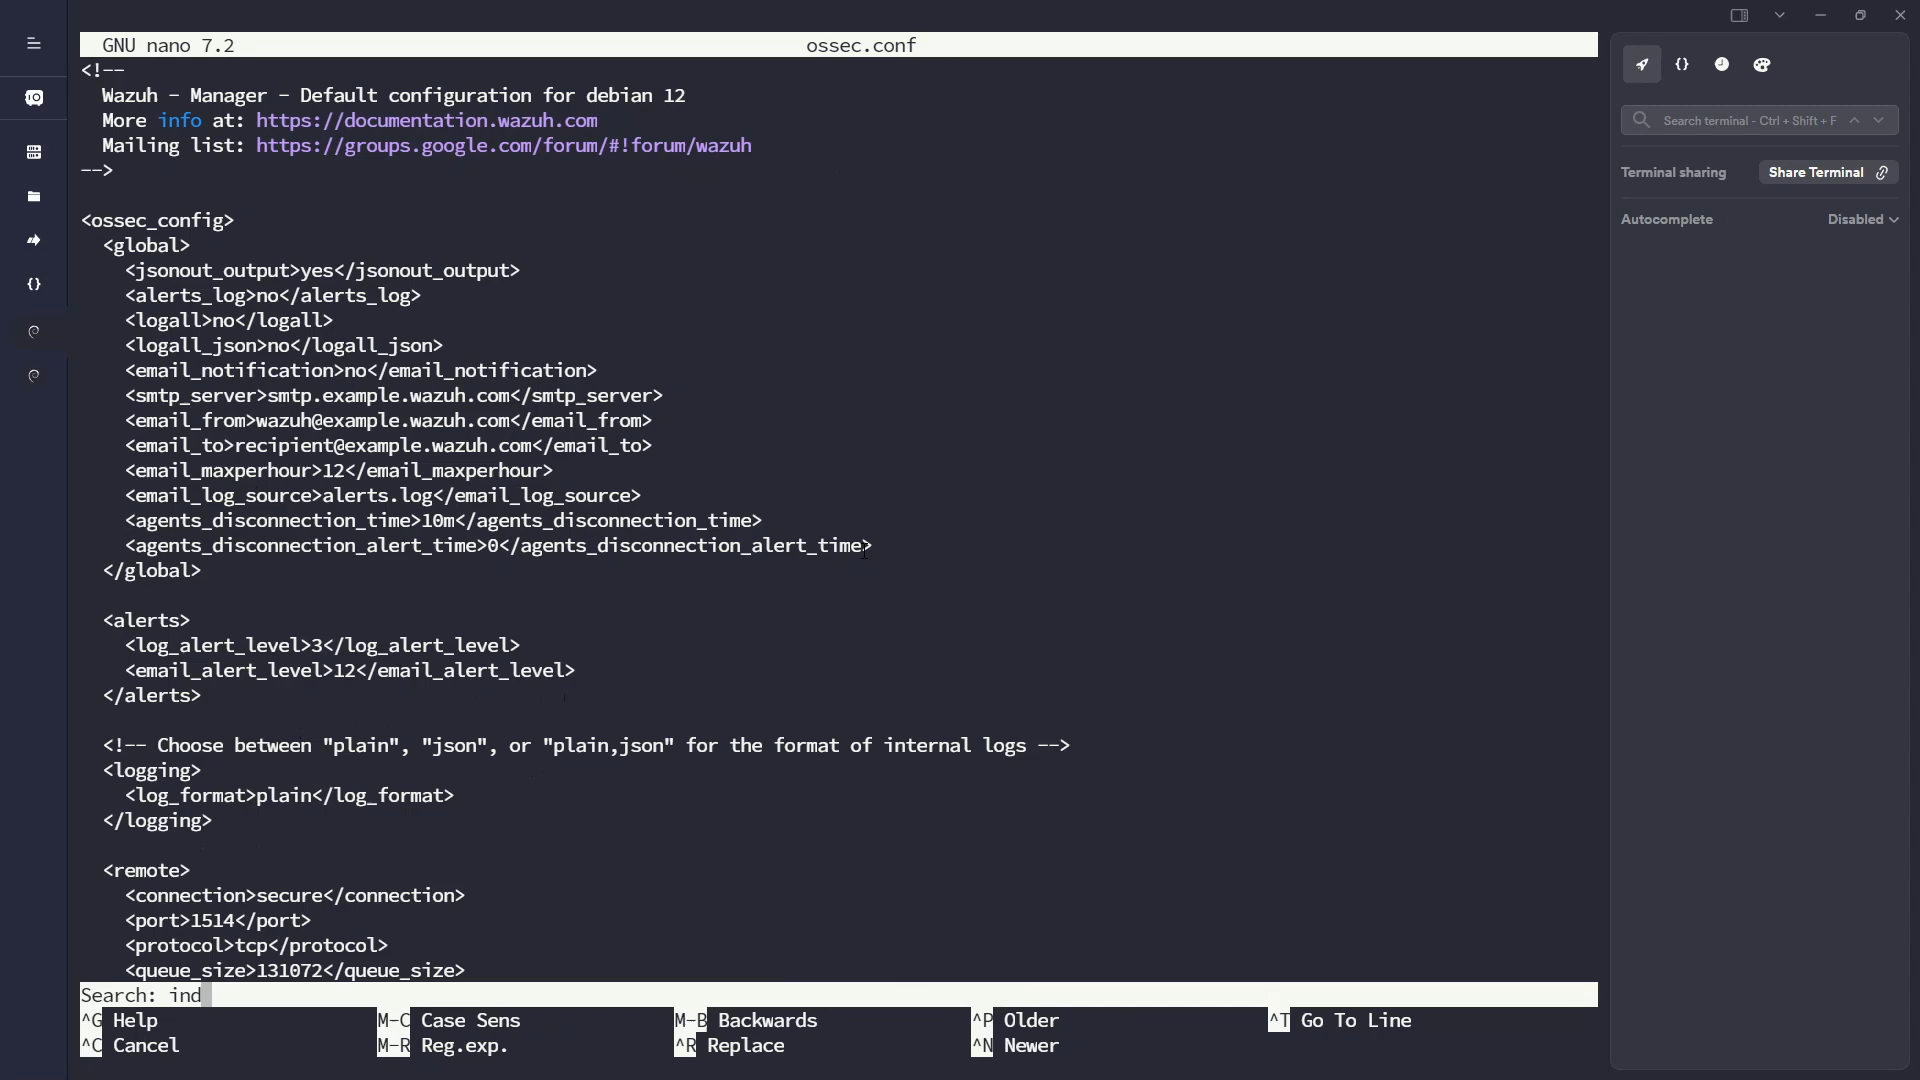 GNU nano 7.2 ossec.conf
<!--
Wazuh - Manager - Default configuration for debian 12
More info at: https://documentation.wazuh.com
Mailing list: https://groups.google.com/forum/#!forum/wazuh
-->
<ossec_config>
<global>
<jsonout_output>yes</jsonout_output>
<alerts_log>no</alerts_log>
<logall>no</logall>
<logall_json>no</logall_json>
<email_notification>no</email_notification>
<smtp_server>smtp.example.wazuh.com</smtp_server>
<email_from>wazuh@example.wazuh.com</email_from>
<email_to>recipient@example.wazuh.com</email_to>
<email_maxperhour>12</email_maxperhour>
<email_log_source>alerts.log</email_log_source>
<agents_disconnection_time>10m</agents_disconnection_time>
<agents_disconnection_alert_time>0</agents_disconnection_alert_time>
</global>
<alerts>
<log_alert_level>3</log_alert_level>
<email_alert_level>12</email_alert_level>
</alerts>
<!-- Choose between "plain", "json", or "plain,json" for the format of internal logs -->
<logging>
<log_format>plain</log_format>
</logging>
<remote>
<connection>secure</connection>
<port>1514</port>
<protocol>tcp</protocol>
<queue_size>131072</queue_size>
Search: ind
^G Help M-C Case Sens M-B Backwards ^P Older ^T Go To Line
^C Cancel M-R Reg.exp. ^R Replace ^N Newer
Search terminal - Ctrl + Shift + F
Terminal sharing Share Terminal
Autocomplete Disabled